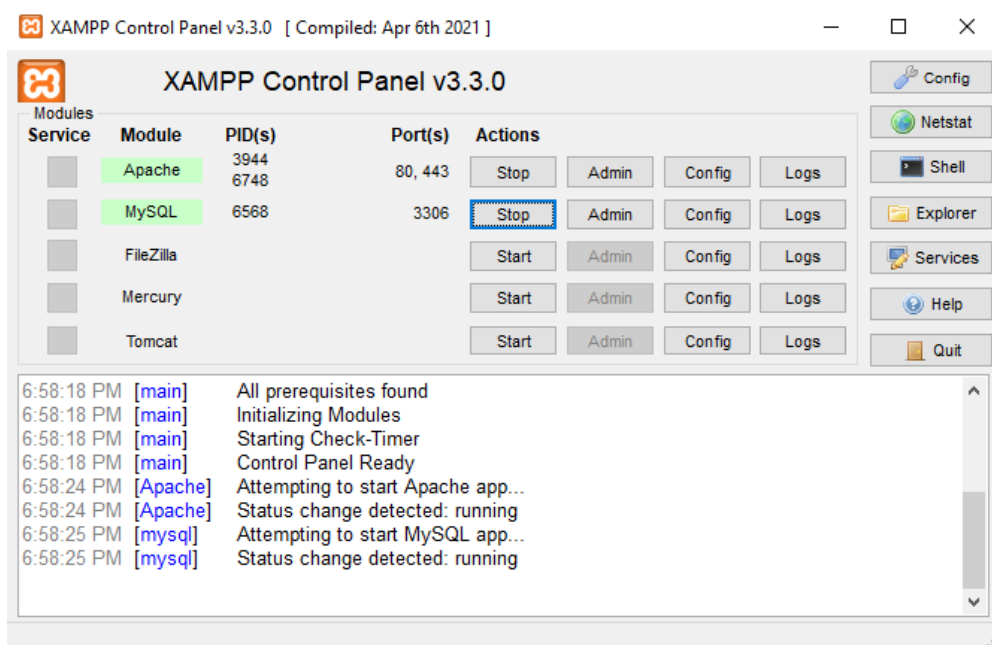 XAMPP Control Panel v3.3.0 [ Compiled: Apr 6th 2021 ]
XAMPP Control Panel v3.3.0
Config
Modules
Service Module PID(s) Port(s) Actions
Netstat
Apache 3944 6748 80, 443 Stop Admin Config Logs
Shell
MySQL 6568 3306 Stop Admin Config Logs
Explorer
FileZilla Start Admin Config Logs
Services
Mercury Start Admin Config Logs
Help
Tomcat Start Admin Config Logs
Quit
6:58:18 PM [main] All prerequisites found
6:58:18 PM [main] Initializing Modules
6:58:18 PM [main] Starting Check-Timer
6:58:18 PM [main] Control Panel Ready
6:58:24 PM [Apache] Attempting to start Apache app...
6:58:24 PM [Apache] Status change detected: running
6:58:25 PM [mysql] Attempting to start MySQL app...
6:58:25 PM [mysql] Status change detected: running